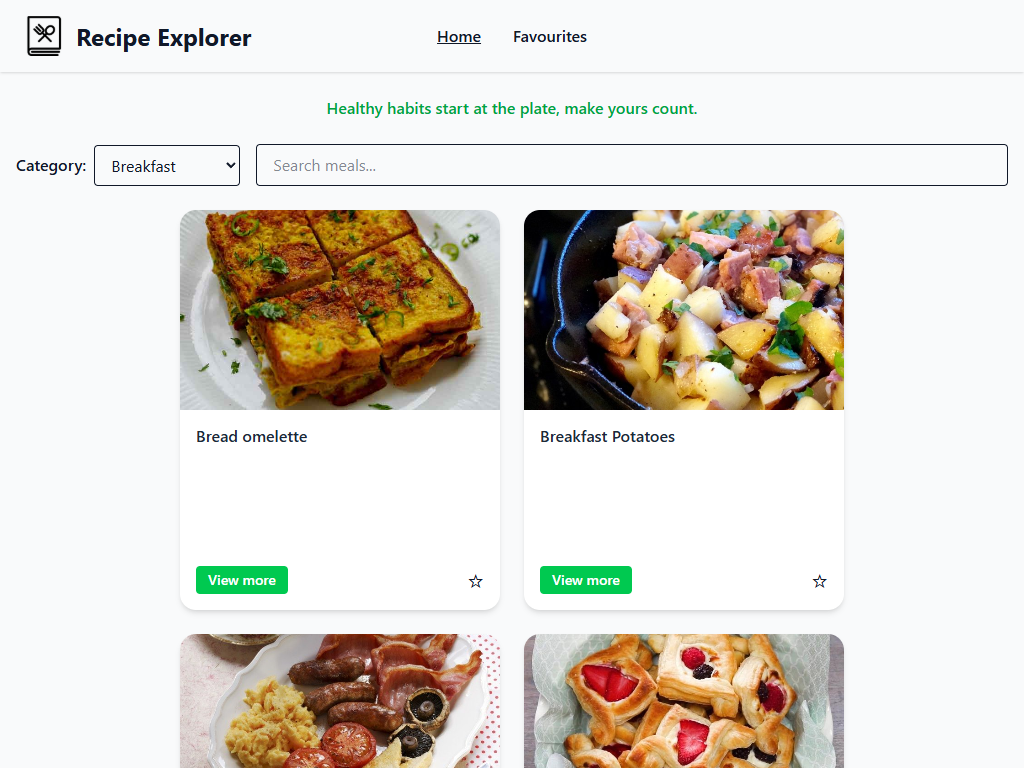 Recipe Explorer
Home
Favourites
Healthy habits start at the plate, make yours count.
Category:
Breakfast
Search meals...
Bread omelette
Breakfast Potatoes
View more
View more